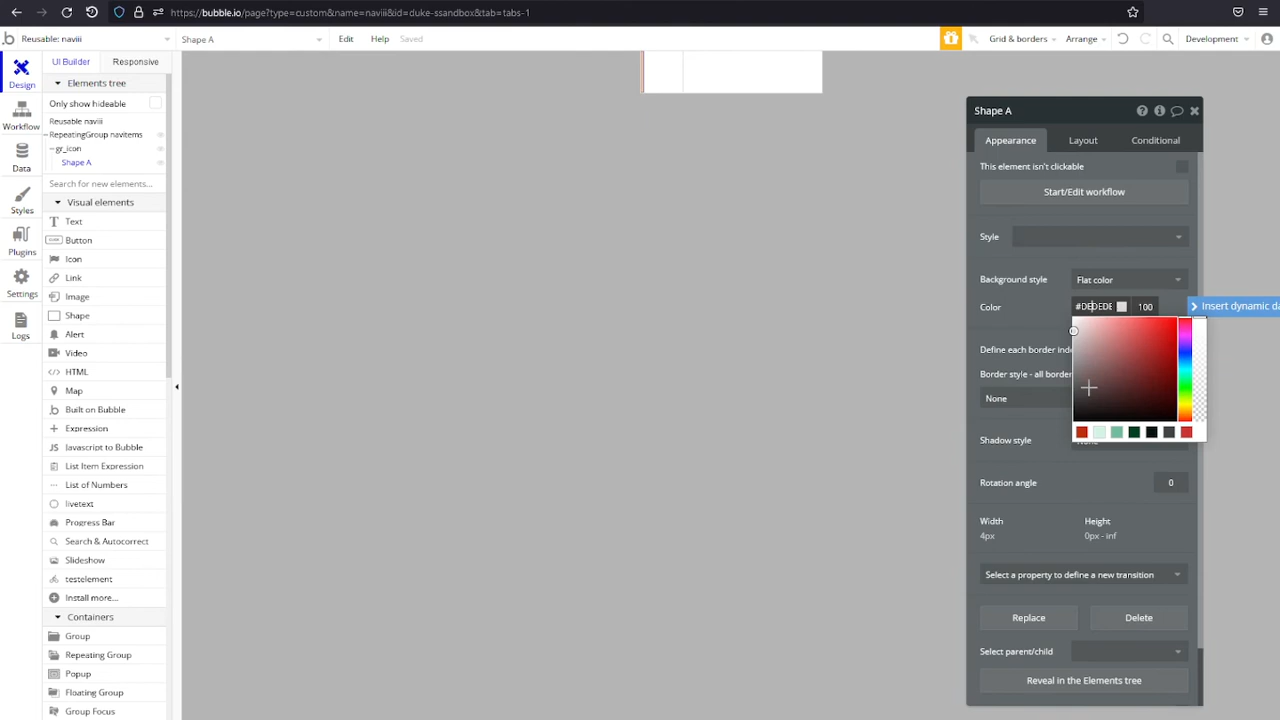 https://bubble.io/page?type=custom&name=naviii&id=duke-ssandbox&tab=tabs-1
Reusable: naviii
Shape A
Edit
Help
Saved
Grid & borders
Arrange
Development
Design
Workflow
Data
Styles
Plugins
Settings
Logs
UI Builder
Responsive
Elements tree
Only show hideable
Reusable naviii
RepeatingGroup navitems
gr_icon
Shape A
Search for new elements...
Visual elements
Text
Button
Icon
Link
Image
Shape
Alert
Video
HTML
Map
Built on Bubble
Expression
Javascript to Bubble
List Item Expression
List of Numbers
livetext
Progress Bar
Search & Autocorrect
Slideshow
testelement
Install more...
Containers
Group
Repeating Group
Popup
Floating Group
Group Focus
Shape A
Appearance
Layout
Conditional
This element isn't clickable
Start/Edit workflow
Style
Background style
Flat color
Color
#DEDEDE
100
Insert dynamic da
Define each border inde
Border style - all border
None
Shadow style
Rotation angle
0
Width
Height
4px
0px - inf
Select a property to define a new transition
Replace
Delete
Select parent/child
Reveal in the Elements tree